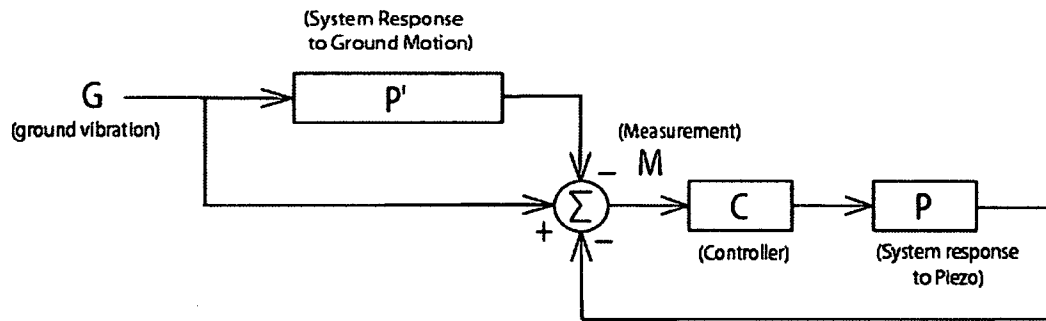 (System Response
to Ground Motion)
G
(ground vibration)
P'
(Measurement)
M
−
Σ
+
−
C
(Controller)
P
(System response
to Piezo)